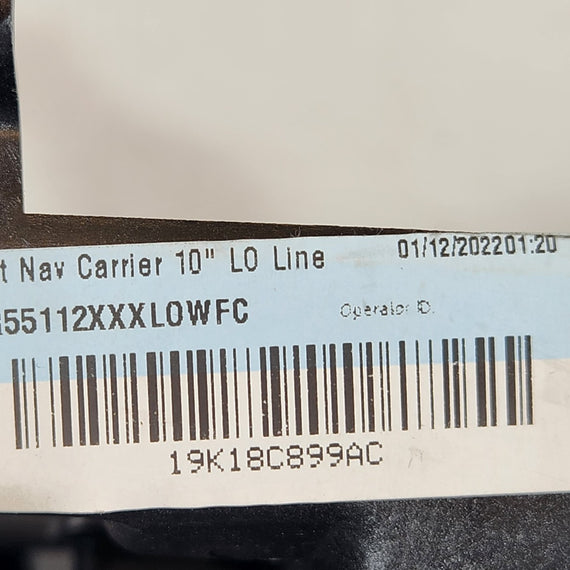 t Nav Carrier 10" LO Line 01/12/202201:20
55112XXXLOWFC Operator ID:
19K18C899AC